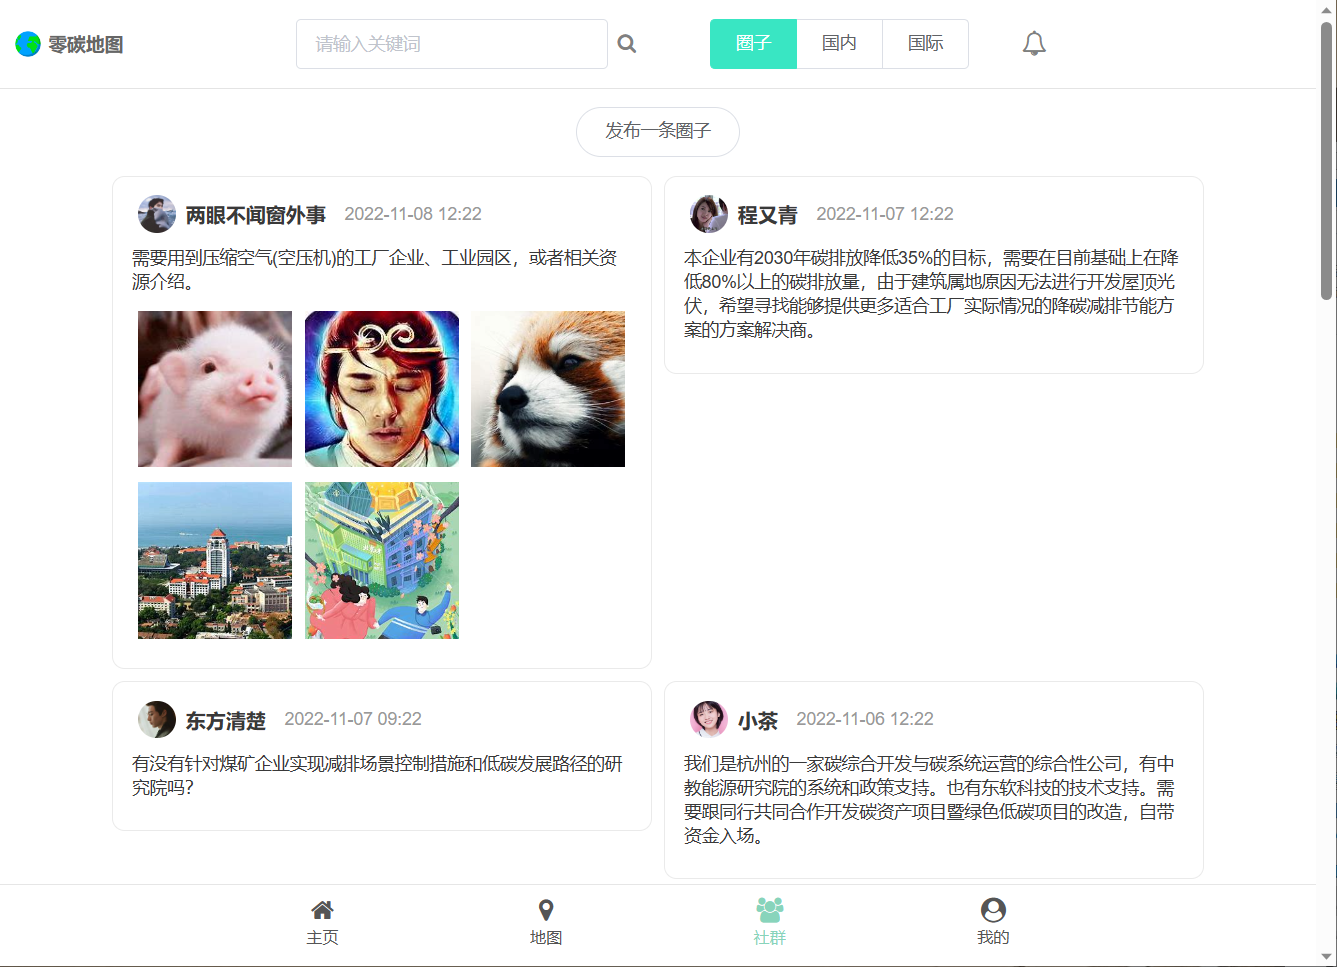 零碳地图
请输入关键词
圈子
国内
国际
发布一条圈子
两眼不闻窗外事 2022-11-08 12:22
需要用到压缩空气(空压机)的工厂企业、工业园区，或者相关资
源介绍。
程又青 2022-11-07 12:22
本企业有2030年碳排放降低35%的目标，需要在目前基础上在降
低80%以上的碳排放量，由于建筑属地原因无法进行开发屋顶光
伏，希望寻找能够提供更多适合工厂实际情况的降碳减排节能方
案的方案解决商。
东方清楚 2022-11-07 09:22
有没有针对煤矿企业实现减排场景控制措施和低碳发展路径的研
究院吗?
小茶 2022-11-06 12:22
我们是杭州的一家碳综合开发与碳系统运营的综合性公司，有中
教能源研究院的系统和政策支持。也有东软科技的技术支持。需
要跟同行共同合作开发碳资产项目暨绿色低碳项目的改造，自带
资金入场。
主页
地图
社群
我的